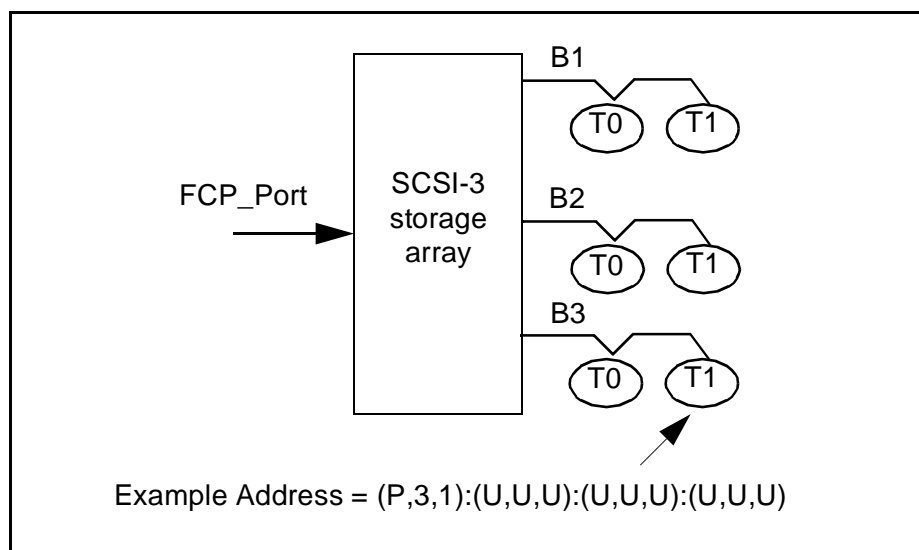 B1
T0
T1
FCP_Port
SCSI-3
storage
array
B2
T0
T1
B3
T0
T1
Example Address = (P,3,1):(U,U,U):(U,U,U):(U,U,U)